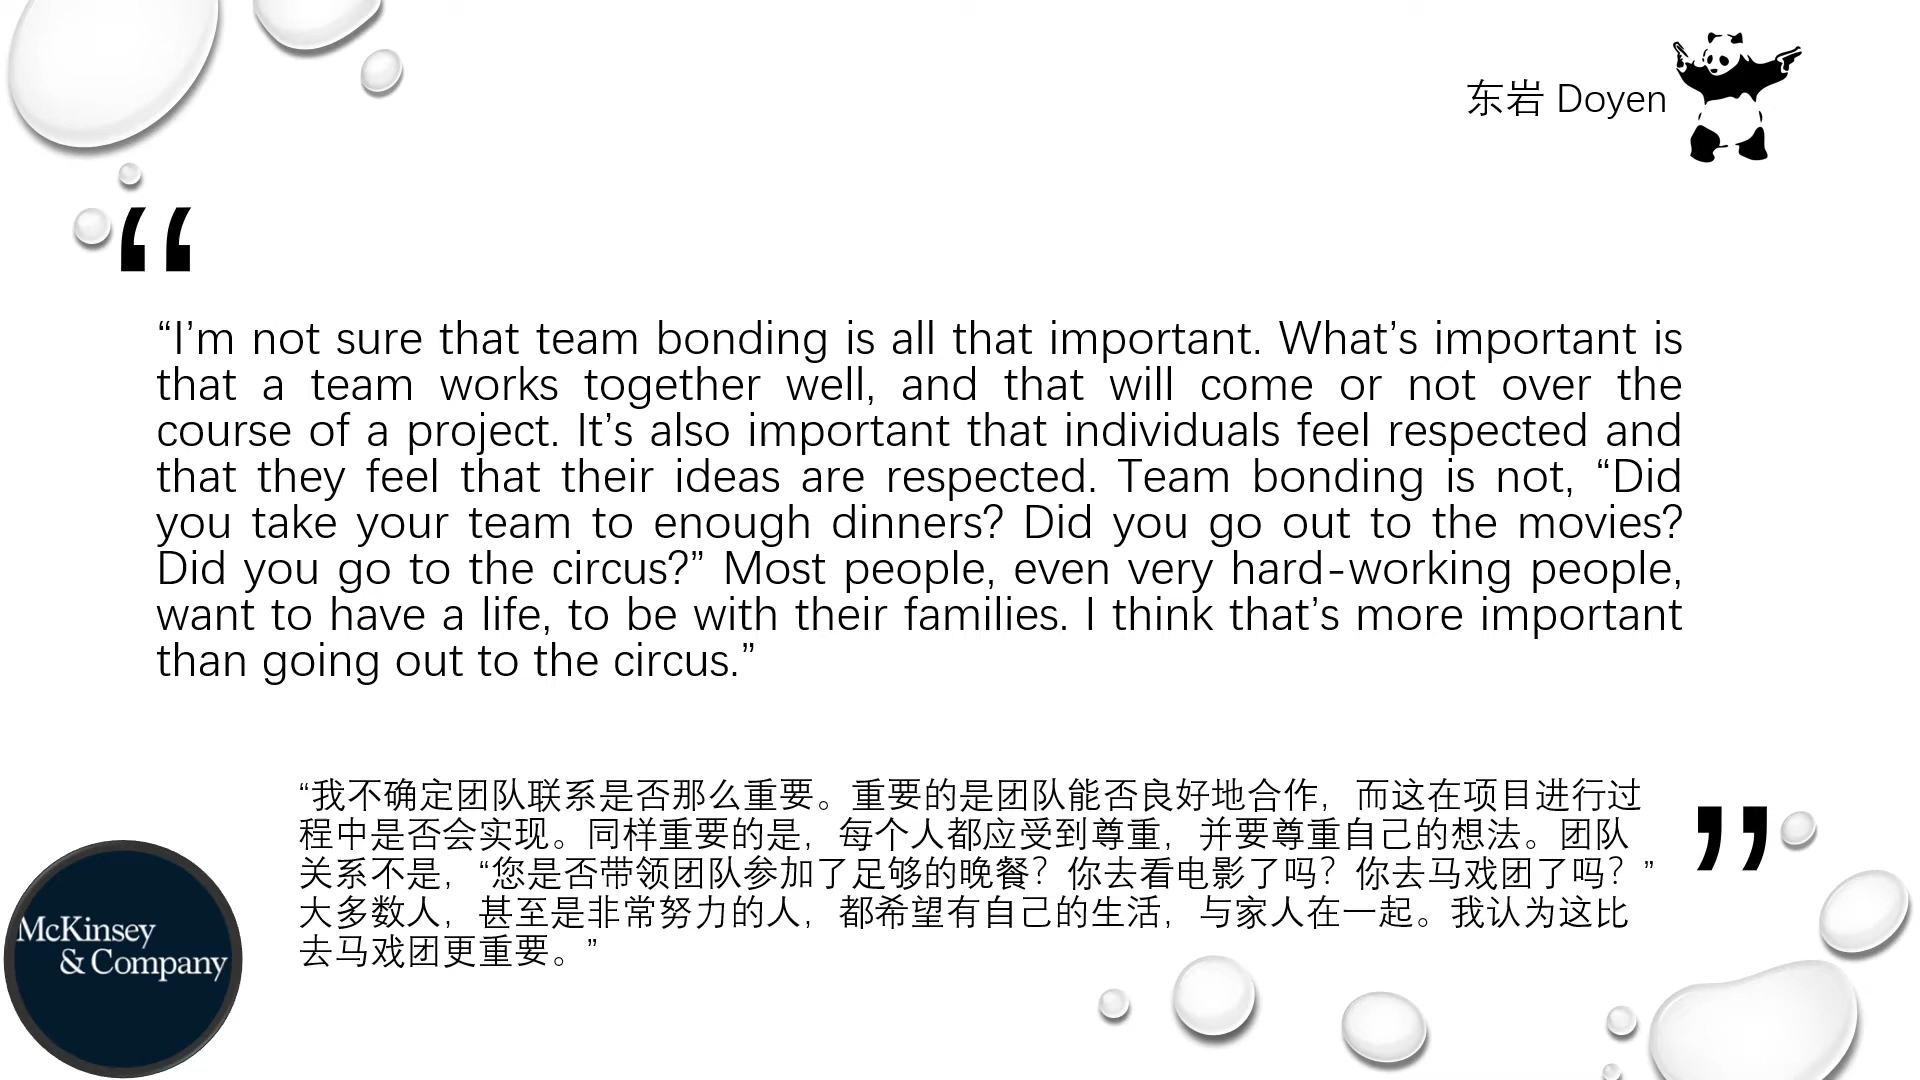 东岩 Doyen
“
“I’m not sure that team bonding is all that important. What’s important is
that a team works together well, and that will come or not over the
course of a project. It’s also important that individuals feel respected and
that they feel that their ideas are respected. Team bonding is not, “Did
you take your team to enough dinners? Did you go out to the movies?
Did you go to the circus?” Most people, even very hard-working people,
want to have a life, to be with their families. I think that’s more important
than going out to the circus.”
“我不确定团队联系是否那么重要。重要的是团队能否良好地合作，而这在项目进行过
程中是否会实现。同样重要的是，每个人都应受到尊重，并要尊重自己的想法。团队
关系不是，“您是否带领团队参加了足够的晚餐？你去看电影了吗？你去马戏团了吗？”
大多数人，甚至是非常努力的人，都希望有自己的生活，与家人在一起。我认为这比
去马戏团更重要。”
”
McKinsey
& Company